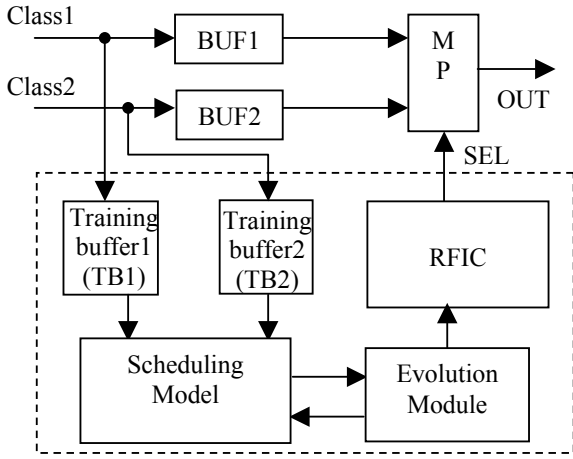 Class1
BUF1
M
P
Class2
BUF2
OUT
SEL
Training
buffer1
(TB1)
Training
buffer2
(TB2)
RFIC
Scheduling
Model
Evolution
Module